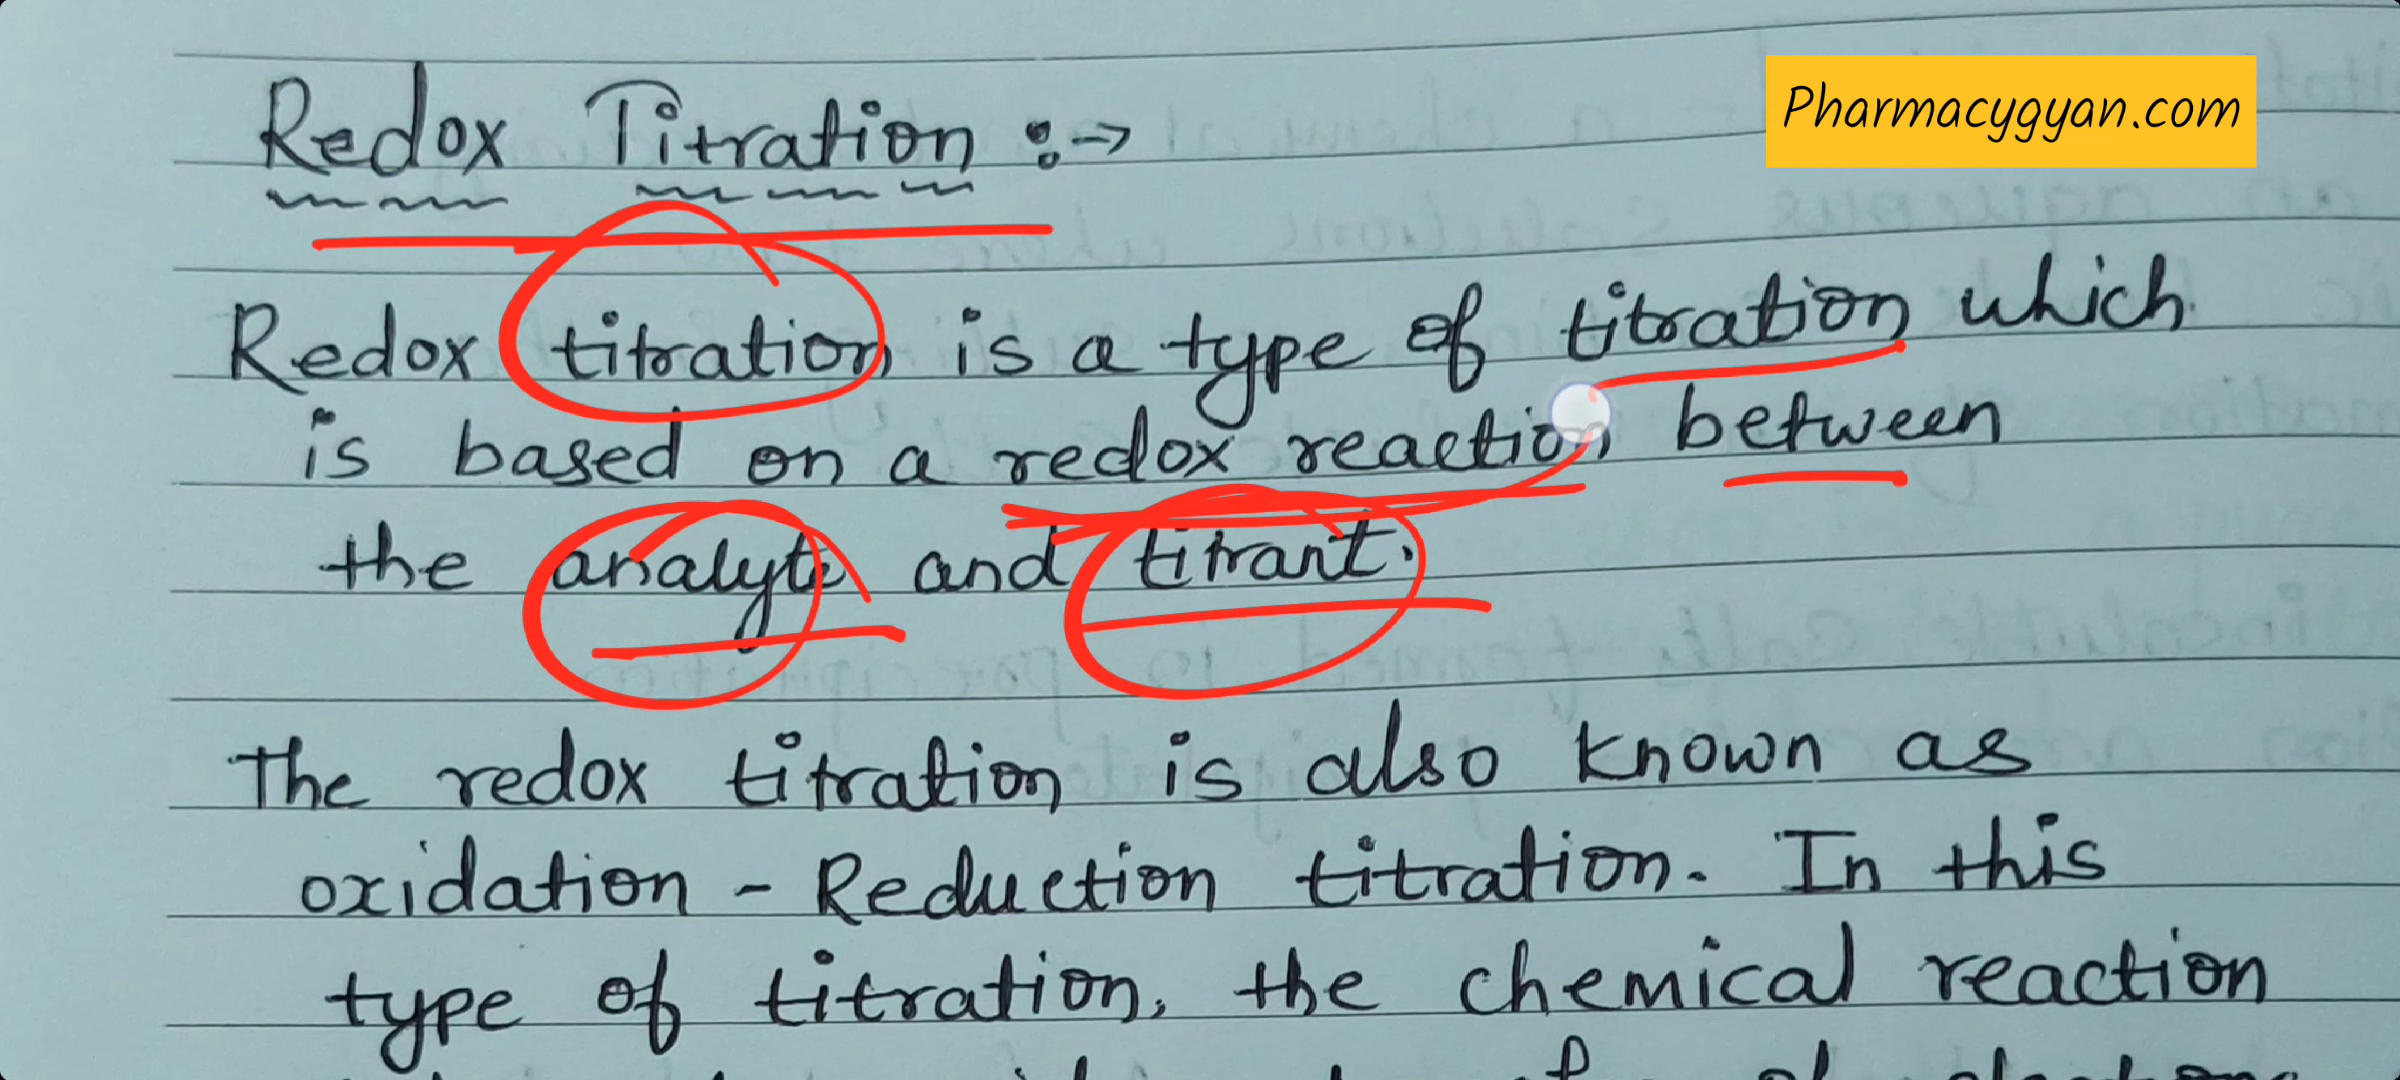 Pharmacygyan.com
Redox Titration :->
Redox titration is a type of titration which
is based on a redox reaction between
the analyte and titrant.
The redox titration is also known as
oxidation - Reduction titration. In this
type of titration, the chemical reaction